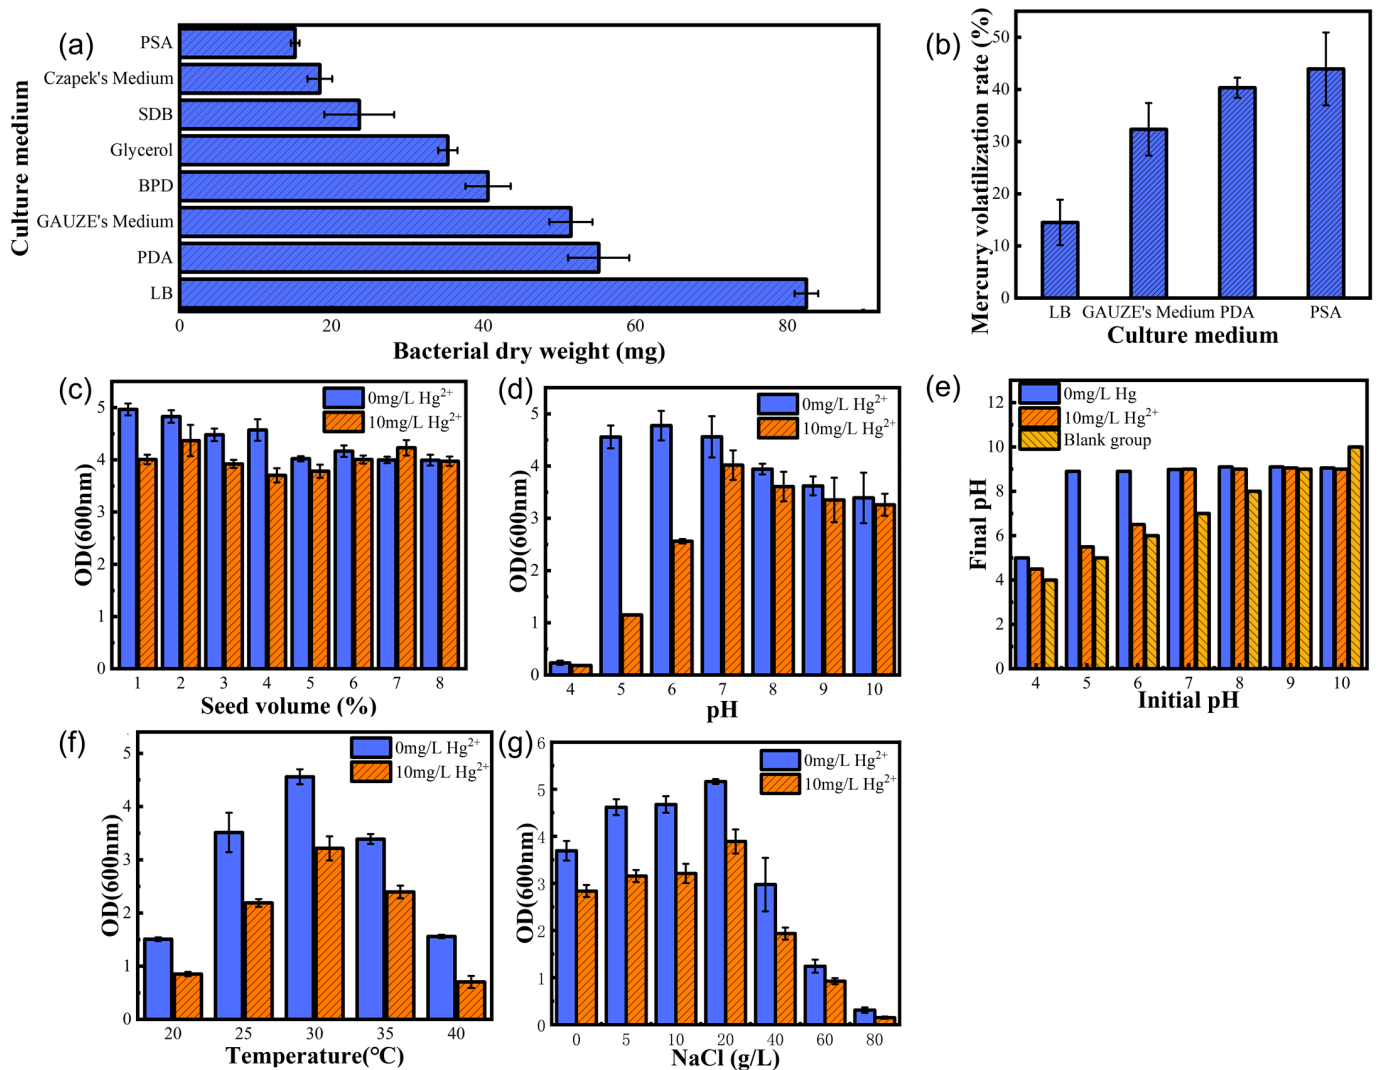 (a)
Culture medium
PSA
Czapek's Medium
SDB
Glycerol
BPD
GAUZE's Medium
PDA
LB
0 20 40 60 80
Bacterial dry weight (mg)
(b)
Mercury volatilization rate (%)
50
40
30
20
10
0
LB GAUZE's Medium PDA PSA
Culture medium
(c)
OD(600nm)
5
4
3
2
1
0
0mg/L Hg²⁺
10mg/L Hg²⁺
1 2 3 4 5 6 7 8
Seed volume (%)
(d)
OD(600nm)
5
4
3
2
1
0
0mg/L Hg²⁺
10mg/L Hg²⁺
4 5 6 7 8 9 10
pH
(e)
Final pH
12
10
8
6
4
2
0
0mg/L Hg
10mg/L Hg²⁺
Blank group
4 5 6 7 8 9 10
Initial pH
(f)
OD(600nm)
5
4
3
2
1
0
0mg/L Hg²⁺
10mg/L Hg²⁺
20 25 30 35 40
Temperature(℃)
(g)
OD(600nm)
6
5
4
3
2
1
0
0mg/L Hg²⁺
10mg/L Hg²⁺
0 5 10 20 40 60 80
NaCl (g/L)